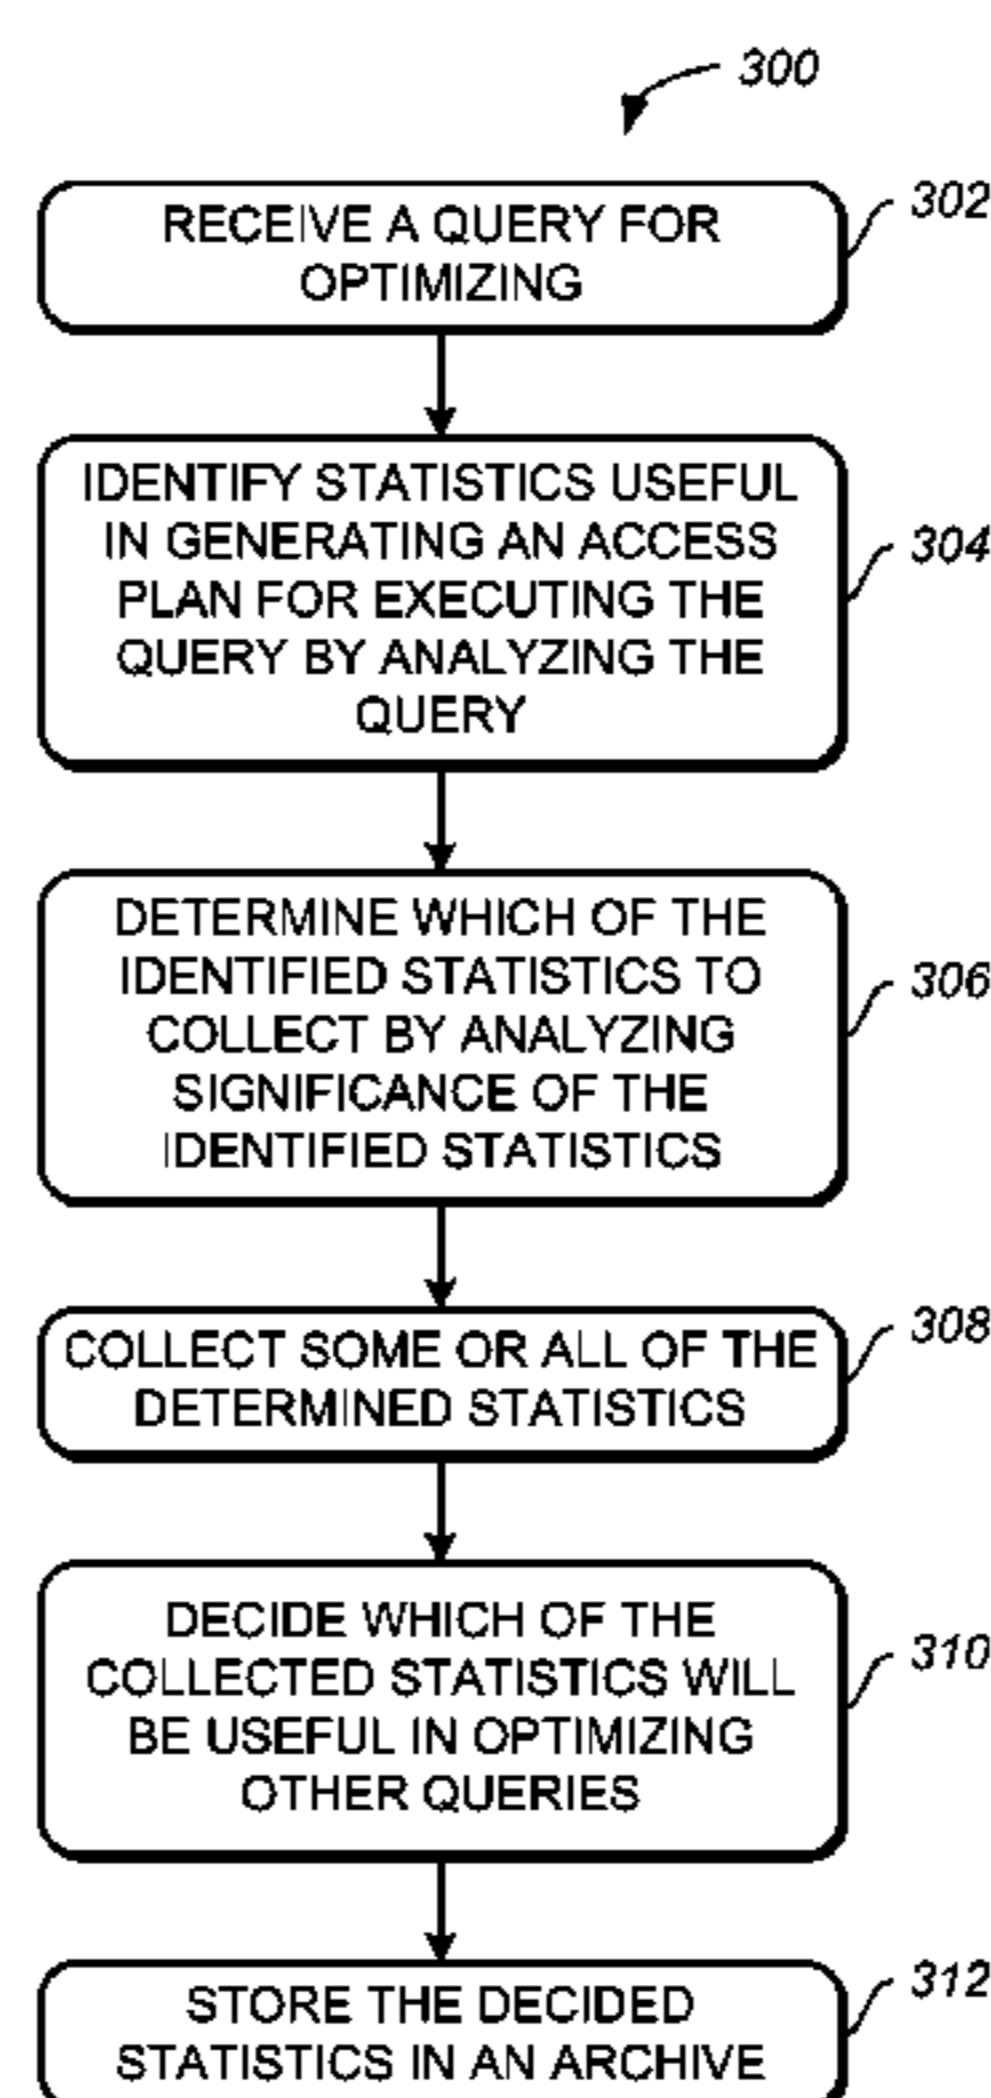 300
RECEIVE A QUERY FOR
OPTIMIZING
302
IDENTIFY STATISTICS USEFUL
IN GENERATING AN ACCESS
PLAN FOR EXECUTING THE
QUERY BY ANALYZING THE
QUERY
304
DETERMINE WHICH OF THE
IDENTIFIED STATISTICS TO
COLLECT BY ANALYZING
SIGNIFICANCE OF THE
IDENTIFIED STATISTICS
306
COLLECT SOME OR ALL OF THE
DETERMINED STATISTICS
308
DECIDE WHICH OF THE
COLLECTED STATISTICS WILL
BE USEFUL IN OPTIMIZING
OTHER QUERIES
310
STORE THE DECIDED
STATISTICS IN AN ARCHIVE
312